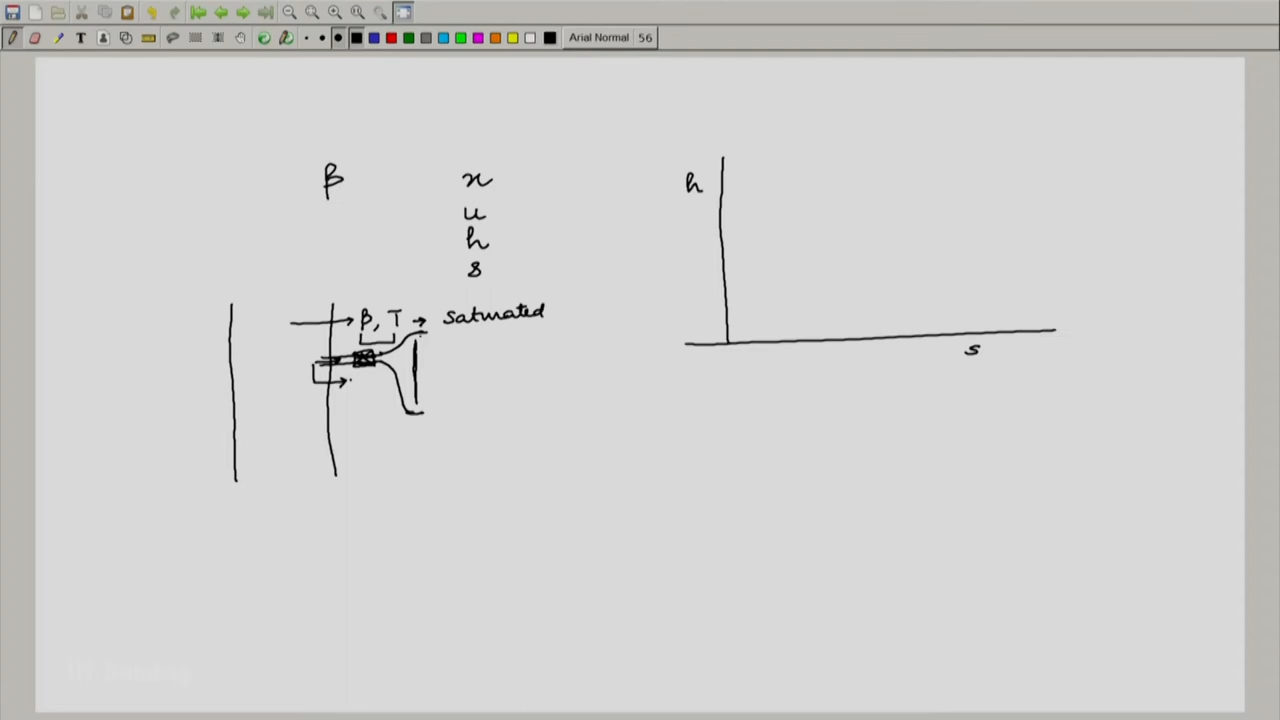 Arial Normal 56
p x
u
h
s
p, T → saturated
h
s